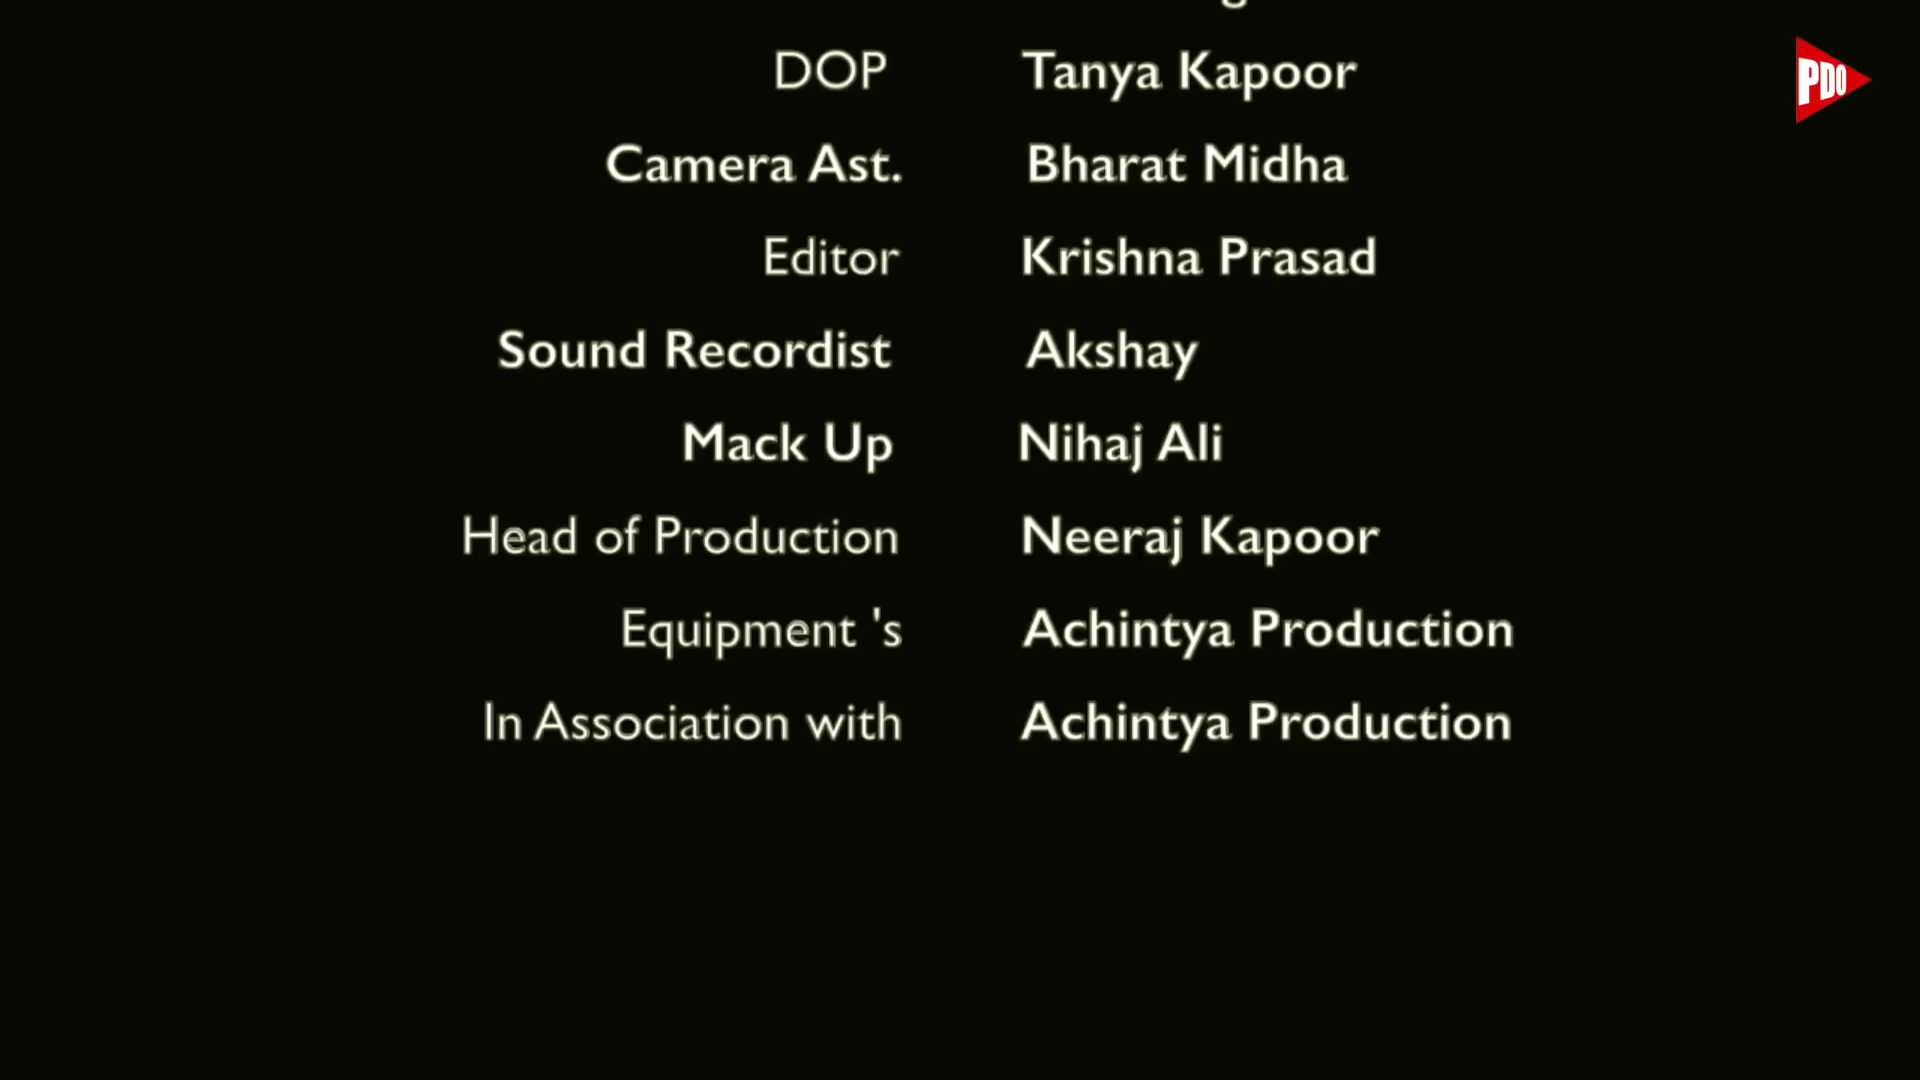 DOP Tanya Kapoor
Camera Ast. Bharat Midha
Editor Krishna Prasad
Sound Recordist Akshay
Mack Up Nihaj Ali
Head of Production Neeraj Kapoor
Equipment 's Achintya Production
In Association with Achintya Production
PDO